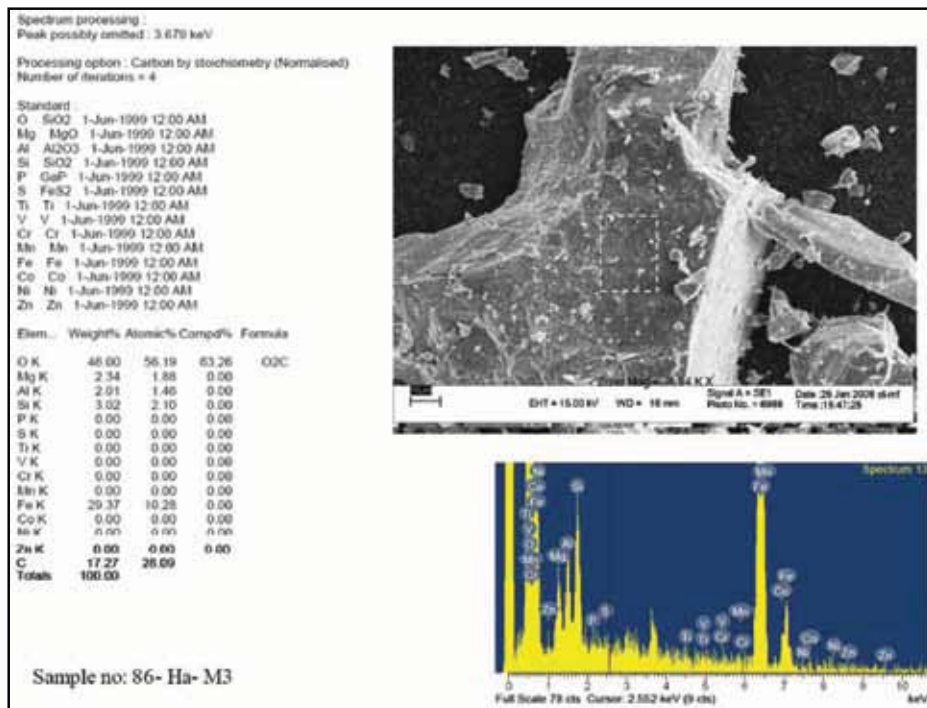 Spectrum processing :
Peak possibly omitted : 3.679 keV
Processing option : Carbon by stoichiometry (Normalised)
Number of iterations = 4
Standard :
O SiO2 1-Jun-1999 12:00 AM
Mg MgO 1-Jun-1999 12:00 AM
Al Al2O3 1-Jun-1999 12:00 AM
Si SiO2 1-Jun-1999 12:00 AM
P GaP 1-Jun-1999 12:00 AM
S FeS2 1-Jun-1999 12:00 AM
Ti Ti 1-Jun-1999 12:00 AM
V V 1-Jun-1999 12:00 AM
Cr Cr 1-Jun-1999 12:00 AM
Mn Mn 1-Jun-1999 12:00 AM
Fe Fe 1-Jun-1999 12:00 AM
Co Co 1-Jun-1999 12:00 AM
Ni Ni 1-Jun-1999 12:00 AM
Zn Zn 1-Jun-1999 12:00 AM
Elem... Weight% Atomic% Compd% Formula
O K 46.00 56.19 63.26 O2C
Mg K 2.34 1.88 0.00
Al K 2.01 1.46 0.00
Si K 3.02 2.10 0.00
P K 0.00 0.00 0.00
S K 0.00 0.00 0.00
Ti K 0.00 0.00 0.00
V K 0.00 0.00 0.00
Cr K 0.00 0.00 0.00
Mn K 0.00 0.00 0.00
Fe K 29.37 10.28 0.00
Co K 0.00 0.00 0.00
Ni K 0.00 0.00 0.00
Zn K 0.00 0.00 0.00
C 17.27 28.09
Totals 100.00
Sample no: 86- Ha- M3
EHT = 15.00 kV WD = 16 mm
Signal A = SE1
Photo No. =
Date :26 Jan 2008
Time :15:47:25
Spectrum 13
0 1 2 3 4 5 6 7 8 9 10
Full Scale 78 cts Cursor: 2.552 keV (9 cts) keV